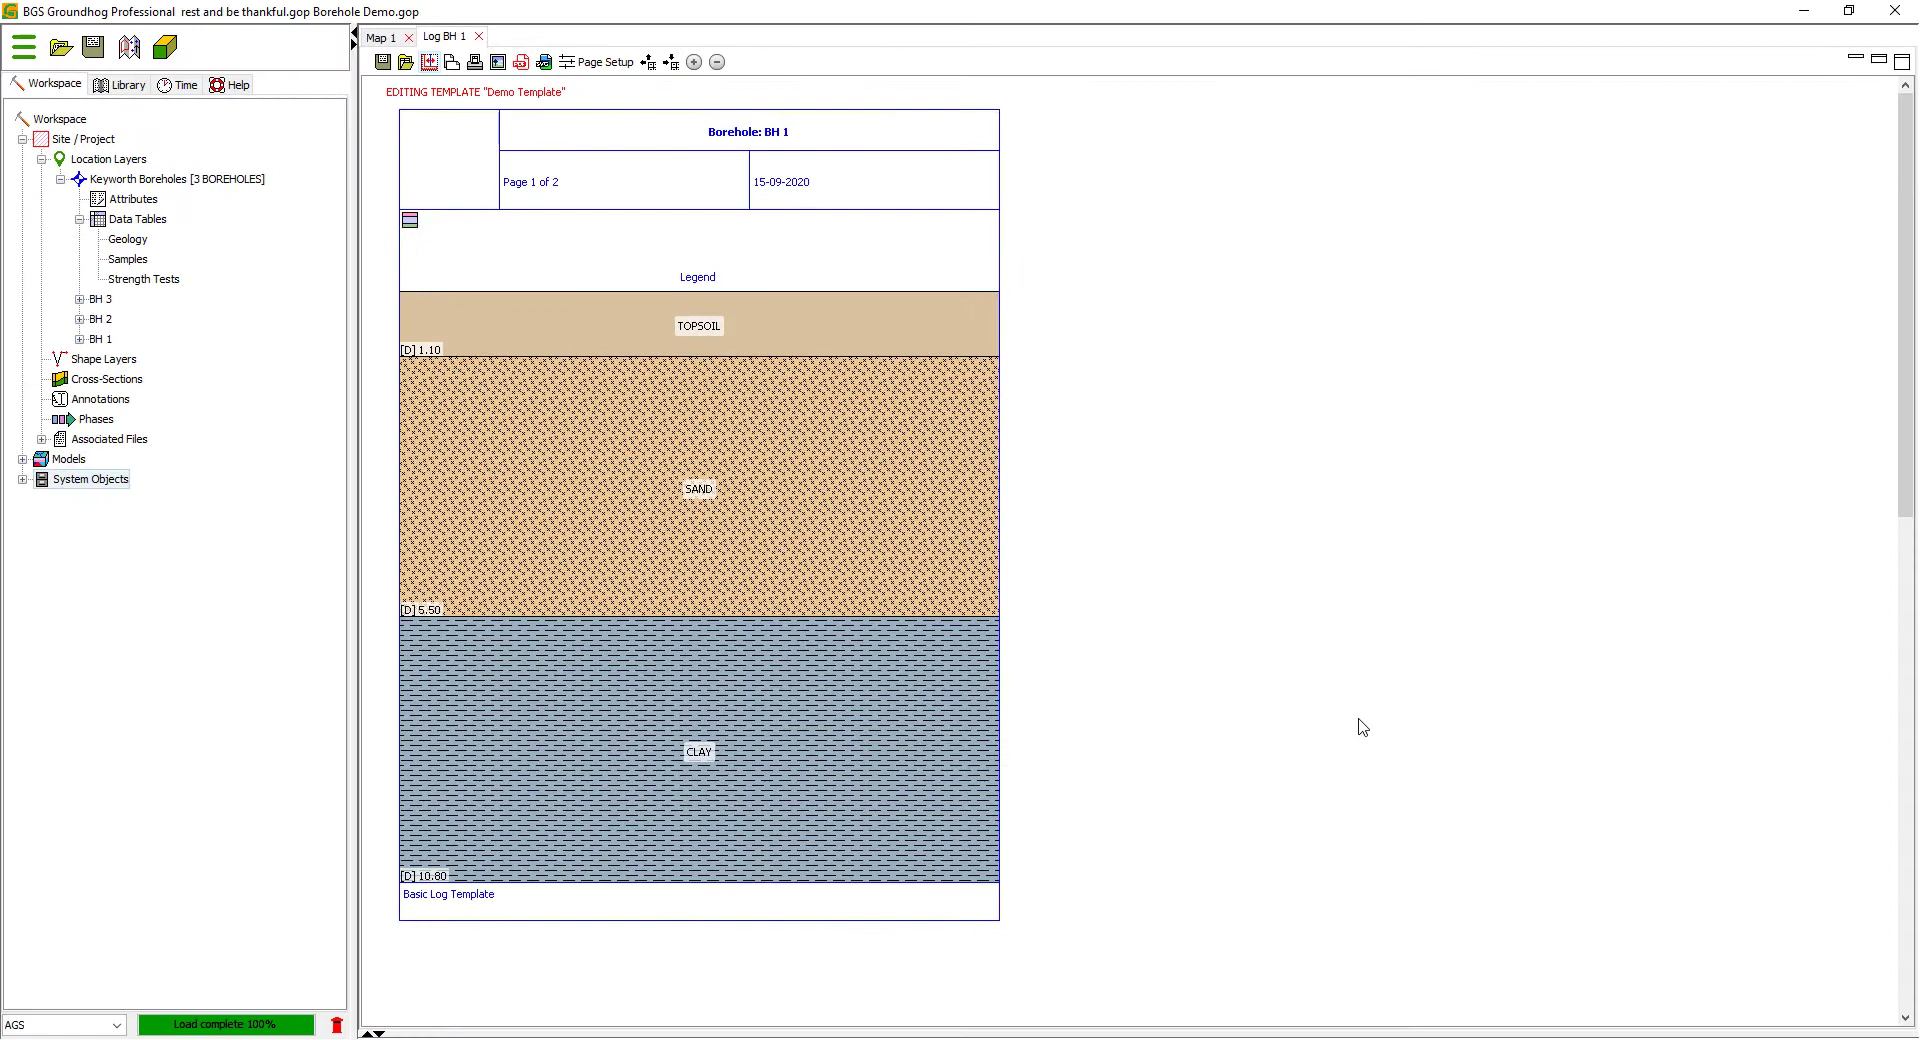 BGS Groundhog Professional rest and be thankful.gop Borehole Demo.gop
Map 1
Log BH 1
Page Setup
Workspace
Library
Time
Help
EDITING TEMPLATE "Demo Template"
Workspace
Site / Project
Location Layers
Keyworth Boreholes [3 BOREHOLES]
Attributes
Data Tables
Geology
Samples
Strength Tests
BH 3
BH 2
BH 1
Shape Layers
Cross-Sections
Annotations
Phases
Associated Files
Models
System Objects
Borehole: BH 1
Page 1 of 2
15-09-2020
Legend
TOPSOIL
[D] 1.10
SAND
[D] 5.50
CLAY
[D] 10.80
Basic Log Template
AGS
Load complete 100%